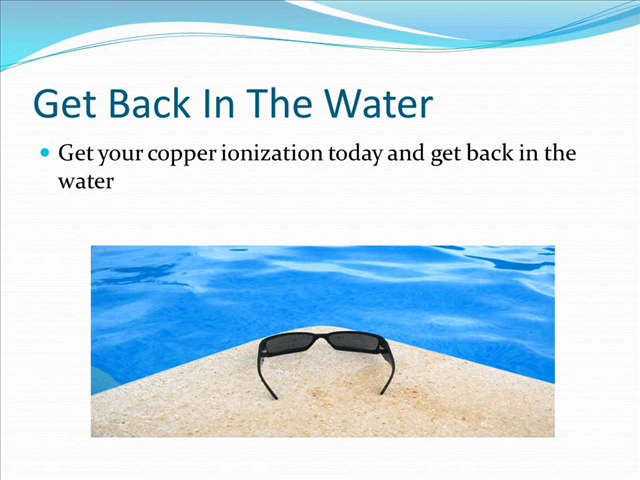 Get Back In The Water
Get your copper ionization today and get back in the
water